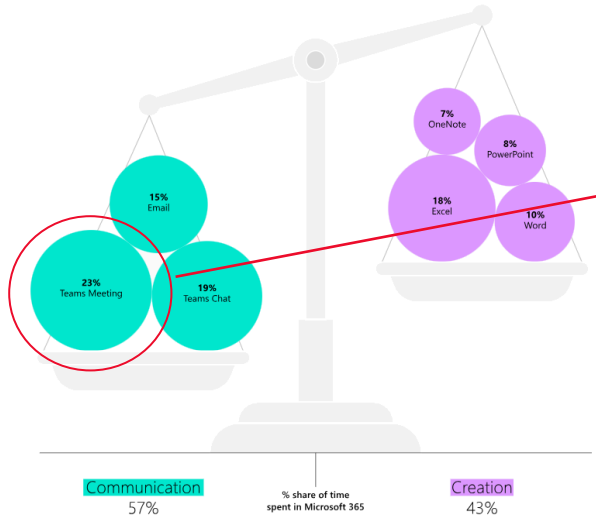 7%
OneNote
8%
PowerPoint
15%
Email
18%
Excel
10%
Word
23%
Teams Meeting
19%
Teams Chat
Communication
57%
% share of time
spent in Microsoft 365
Creation
43%